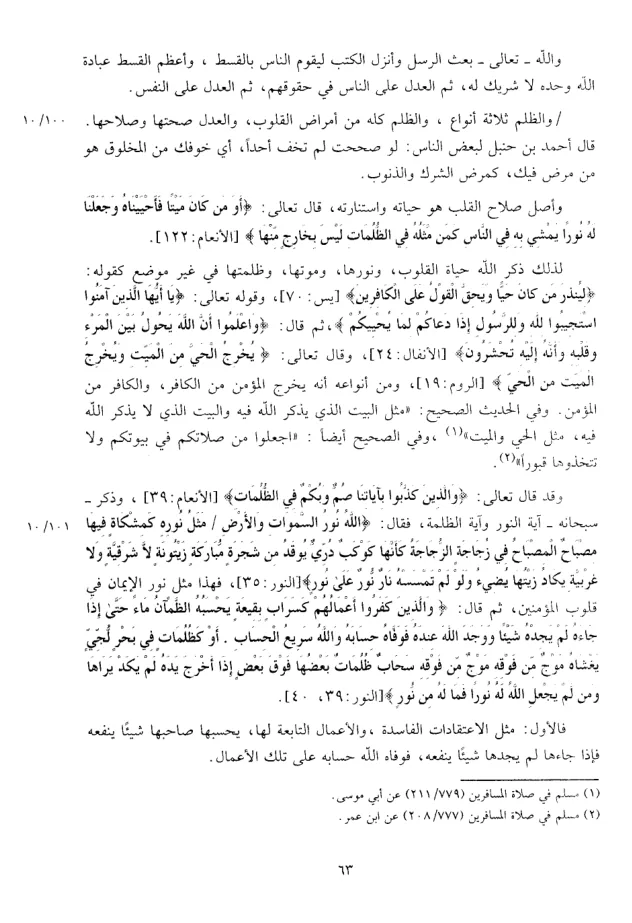 والله ـ تعالى ـ بعث الرسل وأنزل الكتب ليقوم الناس بالقسط ، وأعظم القسط عبادة
الله وحده لا شريك له، ثم العدل على الناس في حقوقهم، ثم العدل على النفس.
١٠/١٠٠
/ والظلم ثلاثة أنواع ، والظلم كله من أمراض القلوب، والعدل صحتها وصلاحها.
قال أحمد بن حنبل لبعض الناس: لو صححت لم تخف أحداً، أي خوفك من المخلوق هو
من مرض فيك، كمرض الشرك والذنوب.
وأصل صلاح القلب هو حياته واستنارته، قال تعالى: ﴿أَوَ مَن كَانَ مَيْتًا فَأَحْيَيْنَاهُ وَجَعَلْنَا
لَهُ نُورًا يَمْشِي بِهِ فِي النَّاسِ كَمَن مَّثَلُهُ فِي الظُّلُمَاتِ لَيْسَ بِخَارِجٍ مِّنْهَا ﴾ [الأنعام:١٢٢].
لذلك ذكر الله حياة القلوب، ونورها، وموتها، وظلمتها في غير موضع كقوله:
﴿لِيُنذِرَ مَن كَانَ حَيًّا وَيَحِقَّ الْقَوْلُ عَلَى الْكَافِرِينَ﴾ [يس: ٧٠]، وقوله تعالى: ﴿يَا أَيُّهَا الَّذِينَ آمَنُوا
اسْتَجِيبُوا لِلَّهِ وَلِلرَّسُولِ إِذَا دَعَاكُمْ لِمَا يُحْيِيكُمْ ﴾، ثم قال: ﴿وَاعْلَمُوا أَنَّ اللَّهَ يَحُولُ بَيْنَ الْمَرْءِ
وَقَلْبِهِ وَأَنَّهُ إِلَيْهِ تُحْشَرُونَ﴾ [الأنفال:٢٤]، وقال تعالى: ﴿ يُخْرِجُ الْحَيَّ مِنَ الْمَيِّتِ وَيُخْرِجُ
الْمَيِّتَ مِنَ الْحَيِّ ﴾ [الروم:١٩]، ومن أنواعه أنه يخرج المؤمن من الكافر، والكافر من
المؤمن. وفي الحديث الصحيح: «مثل البيت الذي يذكر الله فيه والبيت الذي لا يذكر الله
فيه، مثل الحي والميت»(١) ،وفي الصحيح أيضاً : «اجعلوا من صلاتكم في بيوتكم ولا
تتخذوها قبوراً»(٢).
وقد قال تعالى: ﴿وَالَّذِينَ كَذَّبُوا بِآيَاتِنَا صُمٌّ وَبُكْمٌ فِي الظُّلُمَاتِ﴾ [الأنعام:٣٩] ، وذكر ـ
١٠/١٠١
سبحانه ـ آية النور وآية الظلمة، فقال: ﴿اللَّهُ نُورُ السَّمَوَاتِ وَالأَرْضِ / مَثَلُ نُورِهِ كَمِشْكَاةٍ فِيهَا
مِصْبَاحٌ الْمِصْبَاحُ فِي زُجَاجَةٍ الزُّجَاجَةُ كَأَنَّهَا كَوْكَبٌ دُرِّيٌّ يُوقَدُ مِن شَجَرَةٍ مُّبَارَكَةٍ زَيْتُونَةٍ لاَّ شَرْقِيَّةٍ وَلا
غَرْبِيَّةٍ يَكَادُ زَيْتُهَا يُضِيءُ وَلَوْ لَمْ تَمْسَسْهُ نَارٌ نُّورٌ عَلَىٰ نُورٍ﴾[النور:٣٥]، فهذا مثل نور الإيمان في
قلوب المؤمنين، ثم قال: ﴿ وَالَّذِينَ كَفَرُوا أَعْمَالُهُمْ كَسَرَابٍ بِقِيعَةٍ يَحْسَبُهُ الظَّمْآنُ مَاءً حَتَّىٰ إِذَا
جَاءَهُ لَمْ يَجِدْهُ شَيْئًا وَوَجَدَ اللَّهَ عِندَهُ فَوَفَّاهُ حِسَابَهُ وَاللَّهُ سَرِيعُ الْحِسَابِ . أَوْ كَظُلُمَاتٍ فِي بَحْرٍ لُّجِّيٍّ
يَغْشَاهُ مَوْجٌ مِّن فَوْقِهِ مَوْجٌ مِّن فَوْقِهِ سَحَابٌ ظُلُمَاتٌ بَعْضُهَا فَوْقَ بَعْضٍ إِذَا أَخْرَجَ يَدَهُ لَمْ يَكَدْ يَرَاهَا
وَمَن لَّمْ يَجْعَلِ اللَّهُ لَهُ نُورًا فَمَا لَهُ مِن نُّورٍ ﴾[النور:٣٩، ٤٠].
فالأول: مثل الاعتقادات الفاسدة ،والأعمال التابعة لها، يحسبها صاحبها شيئًا ينفعه
فإذا جاءها لم يجدها شيئًا ينفعه، فوفاه الله حسابه على تلك الأعمال.
(١) مسلم في صلاة المسافرين (٢١١/٧٧٩) عن أبي موسى.
(٢) مسلم في صلاة المسافرين (٢٠٨/٧٧٧) عن ابن عمر.
٦٣